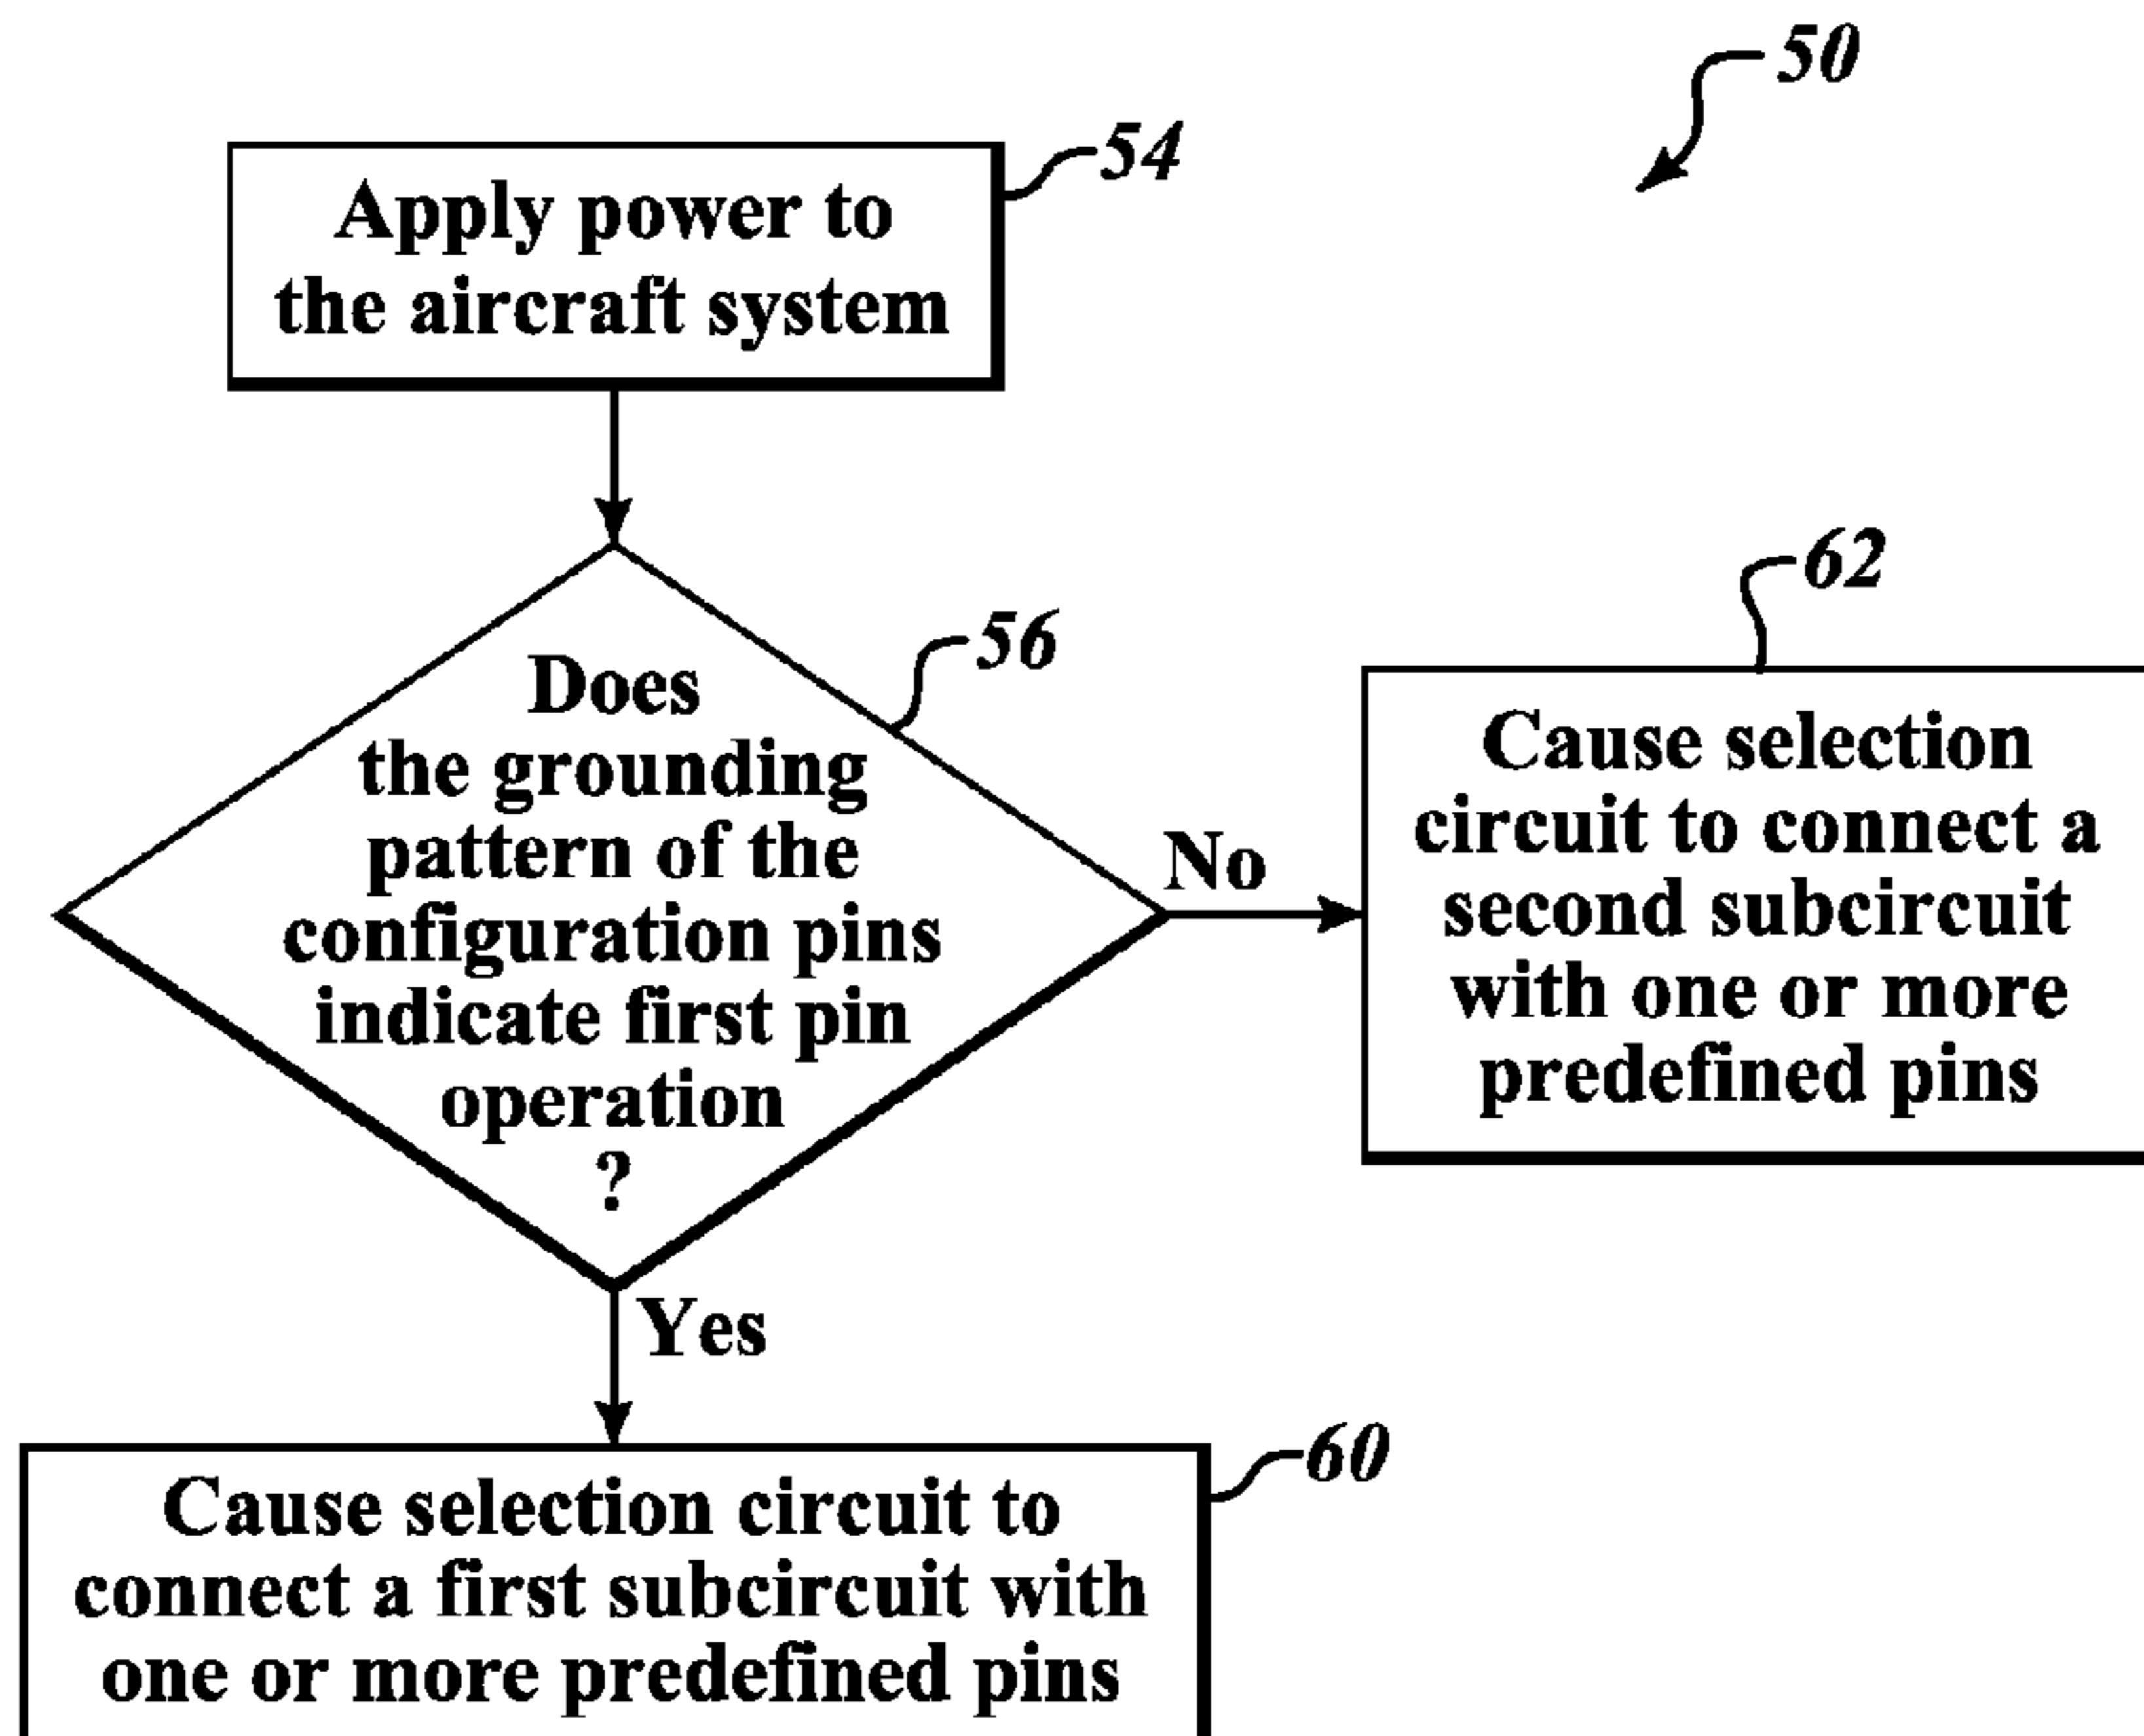 50
54
Apply power to
the aircraft system
56
Does
the grounding
pattern of the
configuration pins
indicate first pin
operation
?
No
62
Cause selection
circuit to connect a
second subcircuit
with one or more
predefined pins
Yes
60
Cause selection circuit to
connect a first subcircuit with
one or more predefined pins